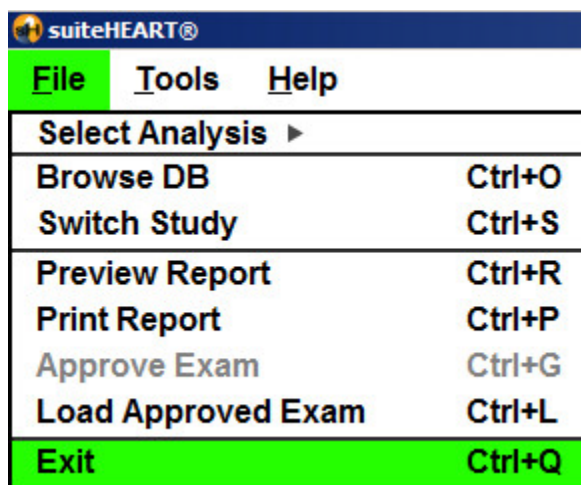 suiteHEART®
File Tools Help
Select Analysis ▶
Browse DB Ctrl+O
Switch Study Ctrl+S
Preview Report Ctrl+R
Print Report Ctrl+P
Approve Exam Ctrl+G
Load Approved Exam Ctrl+L
Exit Ctrl+Q